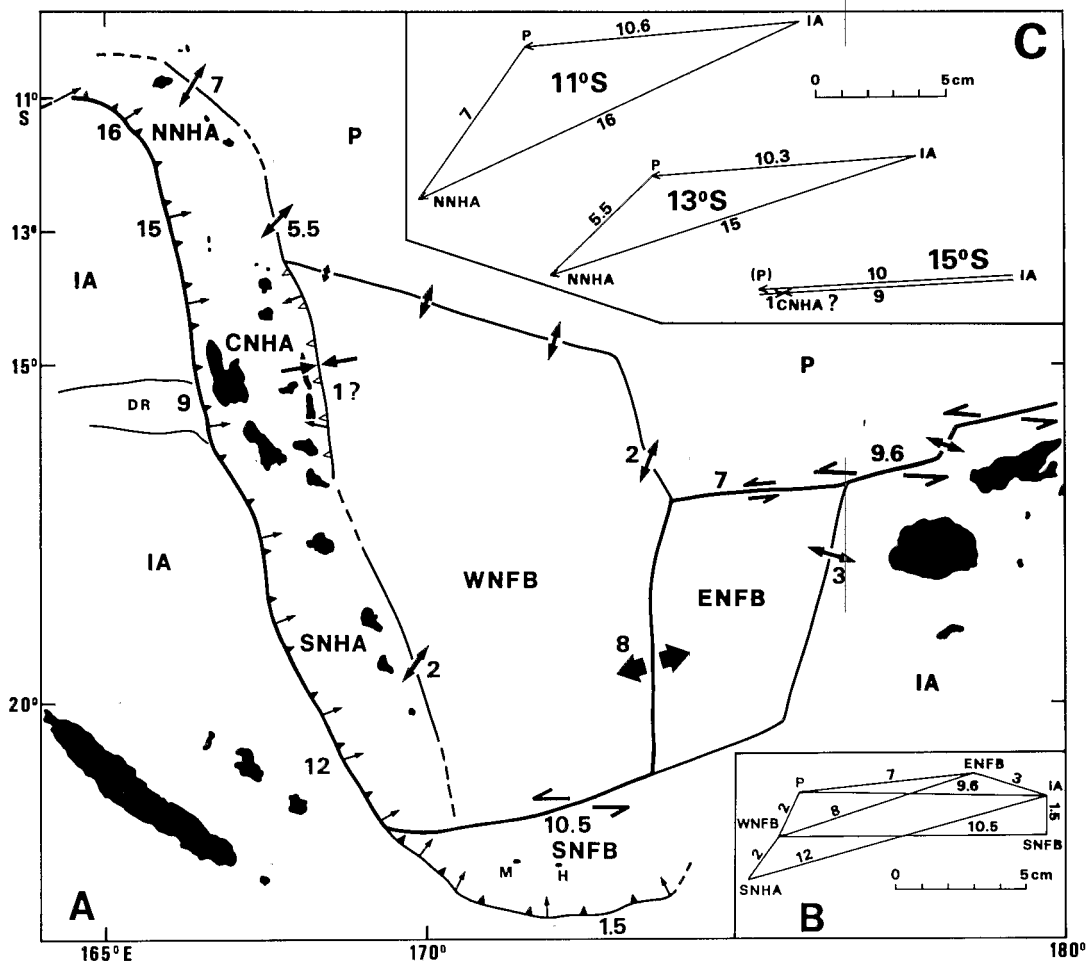 C
IA
P
10.6
7
11°S
16
NNHA
0
5cm
IA
P
10.3
13°S
5.5
15
NNHA
15°S
(P)
10
IA
1
CNHA ?
9
11°
S
7
16
NNHA
P
15
13°
5.5
IA
CNHA
15°
DR
9
1?
P
2
7
9.6
IA
WNFB
ENFB
3
SNHA
8
2
IA
20°
12
10.5
SNFB
M
H
1.5
A
ENFB
P
7
3
9.6
IA
2
8
1.5
WNFB
10.5
SNFB
2
12
SNHA
0
5cm
B
165°E
170°
180°